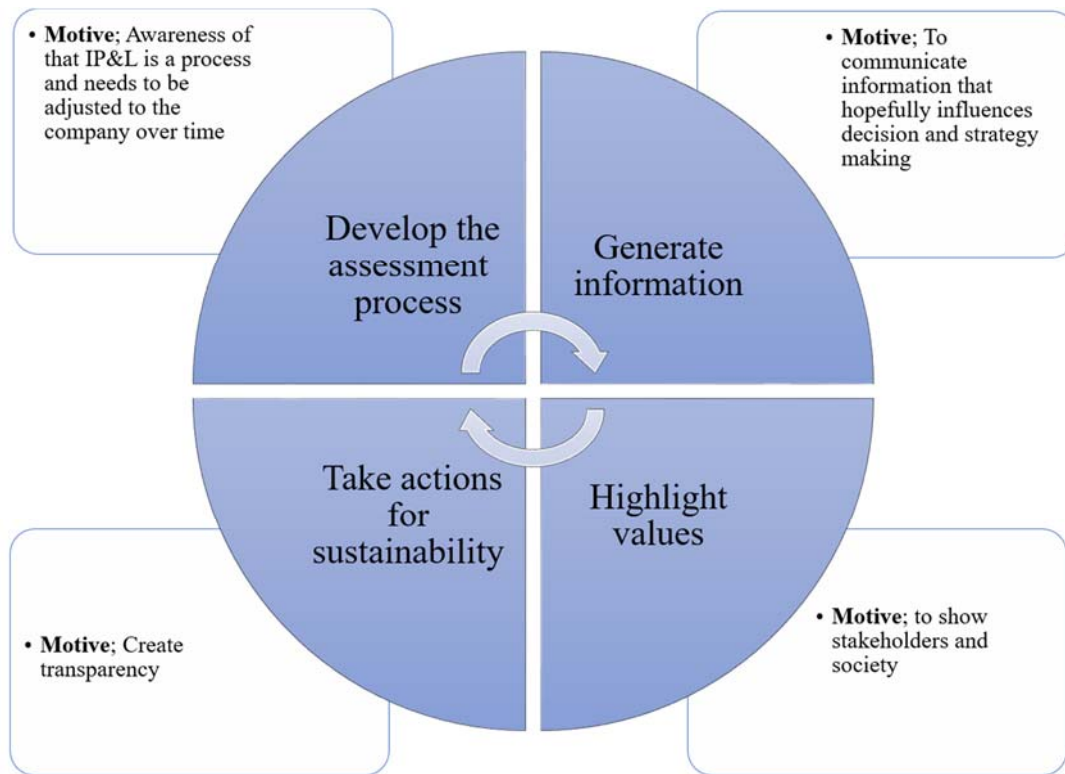 • Motive; Awareness of
that IP&L is a process
and needs to be
adjusted to the
company over time
• Motive; To
communicate
information that
hopefully influences
decision and strategy
making
Develop the
assessment
process
Generate
information
Take actions
for
sustainability
Highlight
values
• Motive; Create
transparency
• Motive; to show
stakeholders and
society